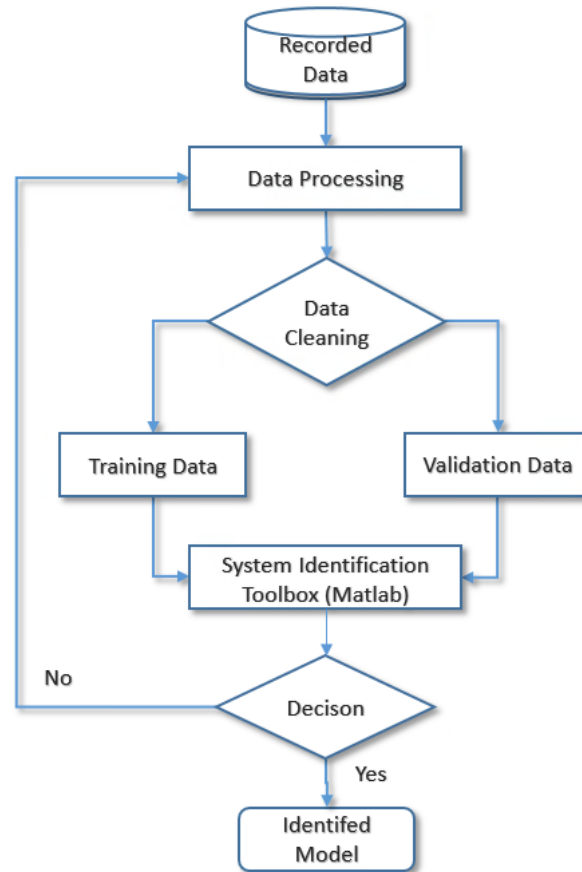 Recorded
Data
Data Processing
Data
Cleaning
Training Data
Validation Data
System Identification
Toolbox (Matlab)
No
Decison
Yes
Identifed
Model